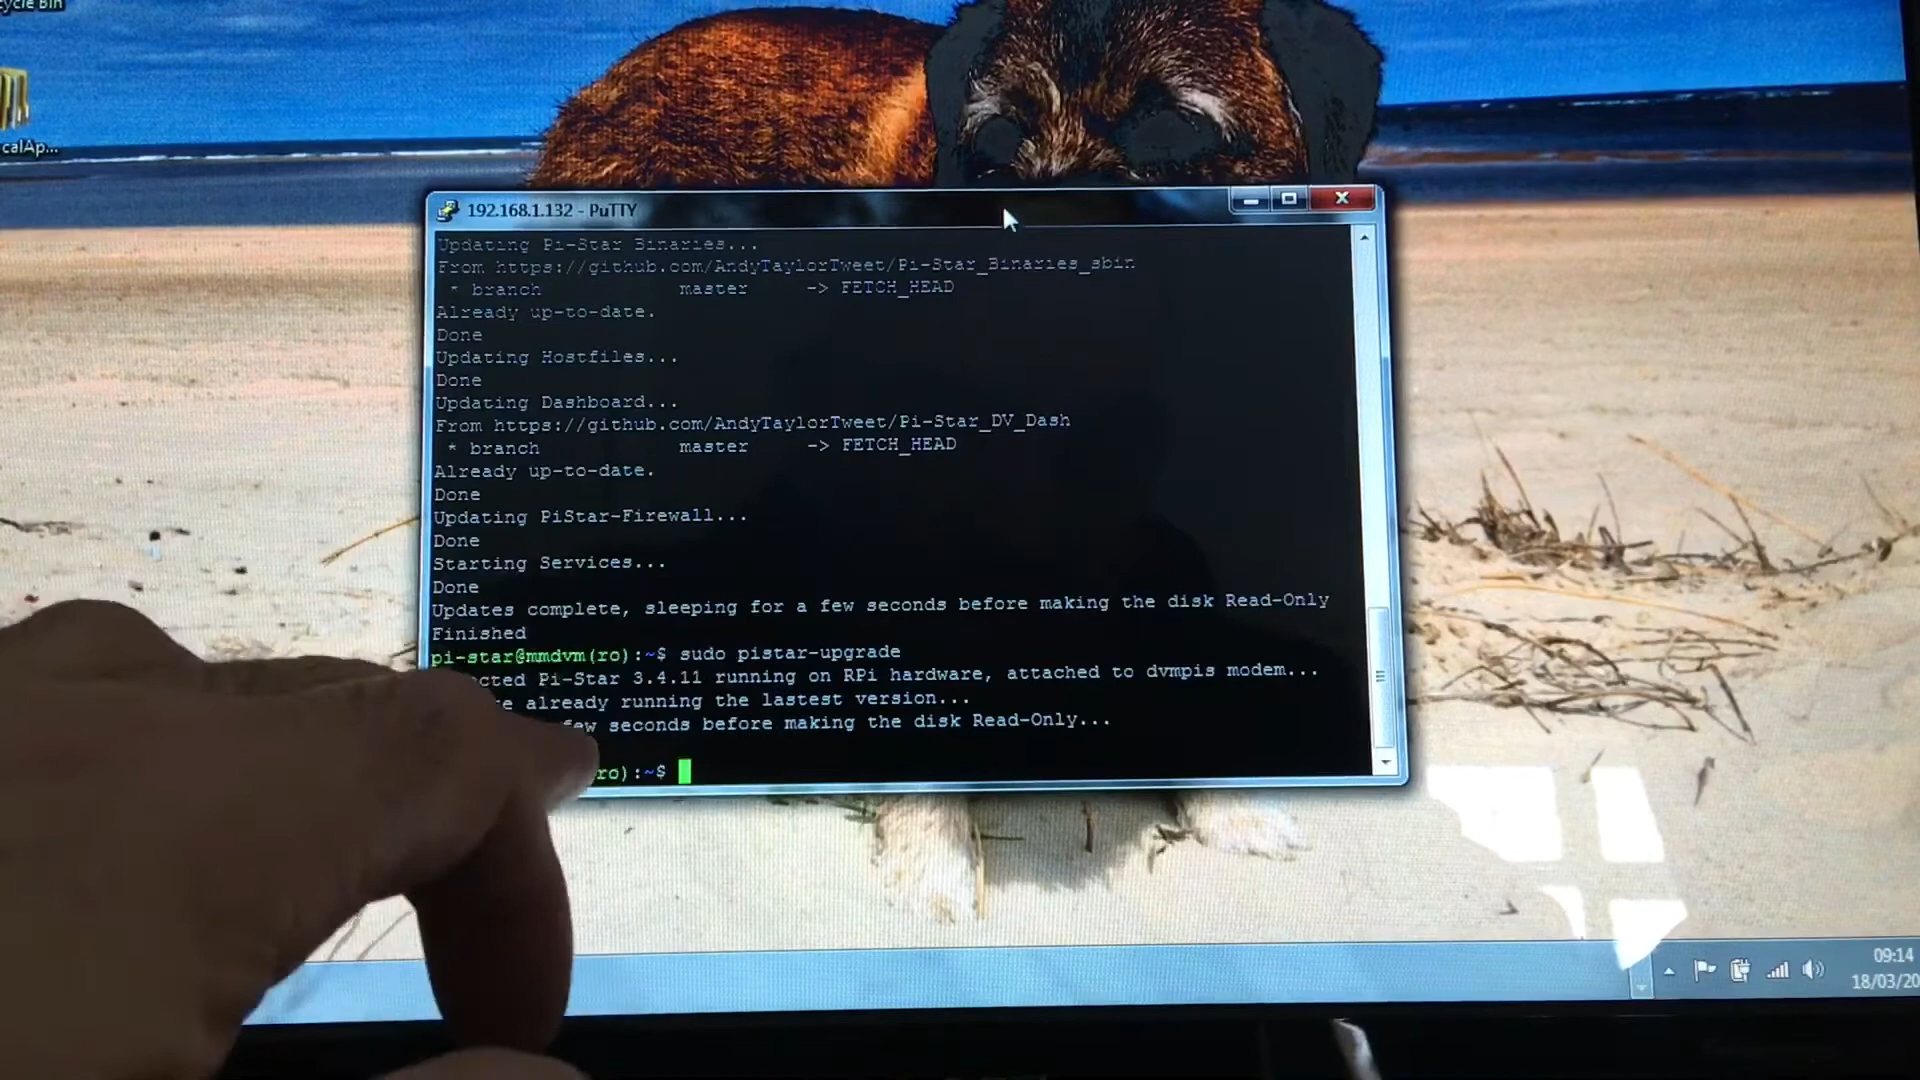 cycle Bin
calAp...
192.168.1.132 - PuTTY
Updating Pi-Star Binaries...
From https://github.com/AndyTaylorTweet/Pi-Star_Binaries_sbin
* branch master -> FETCH_HEAD
Already up-to-date.
Done
Updating Hostfiles...
Done
Updating Dashboard...
From https://github.com/AndyTaylorTweet/Pi-Star_DV_Dash
* branch master -> FETCH_HEAD
Already up-to-date.
Done
Updating PiStar-Firewall...
Done
Starting Services...
Done
Updates complete, sleeping for a few seconds before making the disk Read-Only
Finished
pi-star@mmdvm(ro):~$ sudo pistar-upgrade
cted Pi-Star 3.4.11 running on RPi hardware, attached to dvmpis modem...
e already running the lastest version...
few seconds before making the disk Read-Only...
ro):~$
09:14
18/03/20